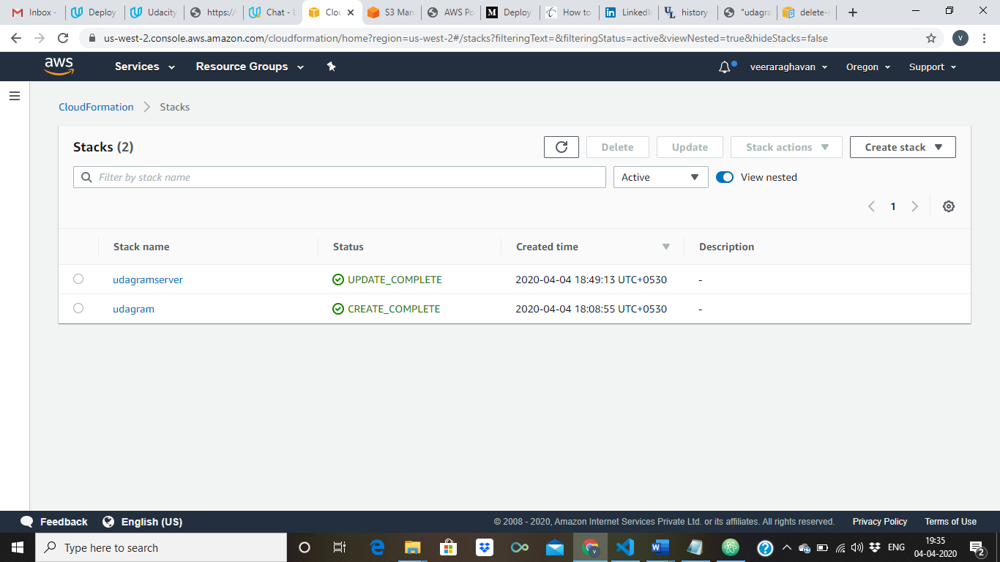 Inbox -
Deploy
Udacity
https://
Chat - U
Clou
S3 Man
AWS Po
Deploy
How to
LinkedIn
history
"udagra
delete-s
us-west-2.console.aws.amazon.com/cloudformation/home?region=us-west-2#/stacks?filteringText=&filteringStatus=active&viewNested=true&hideStacks=false
V
aws
Services
Resource Groups
veeraraghavan
Oregon
Support
CloudFormation
Stacks
Stacks (2)
Delete
Update
Stack actions
Create stack
Filter by stack name
Active
View nested
1
Stack name
Status
Created time
Description
udagramserver
UPDATE_COMPLETE
2020-04-04 18:49:13 UTC+0530
-
udagram
CREATE_COMPLETE
2020-04-04 18:08:55 UTC+0530
-
Feedback
English (US)
© 2008 - 2020, Amazon Internet Services Private Ltd. or its affiliates. All rights reserved.
Privacy Policy
Terms of Use
Type here to search
ENG
19:35
04-04-2020
2